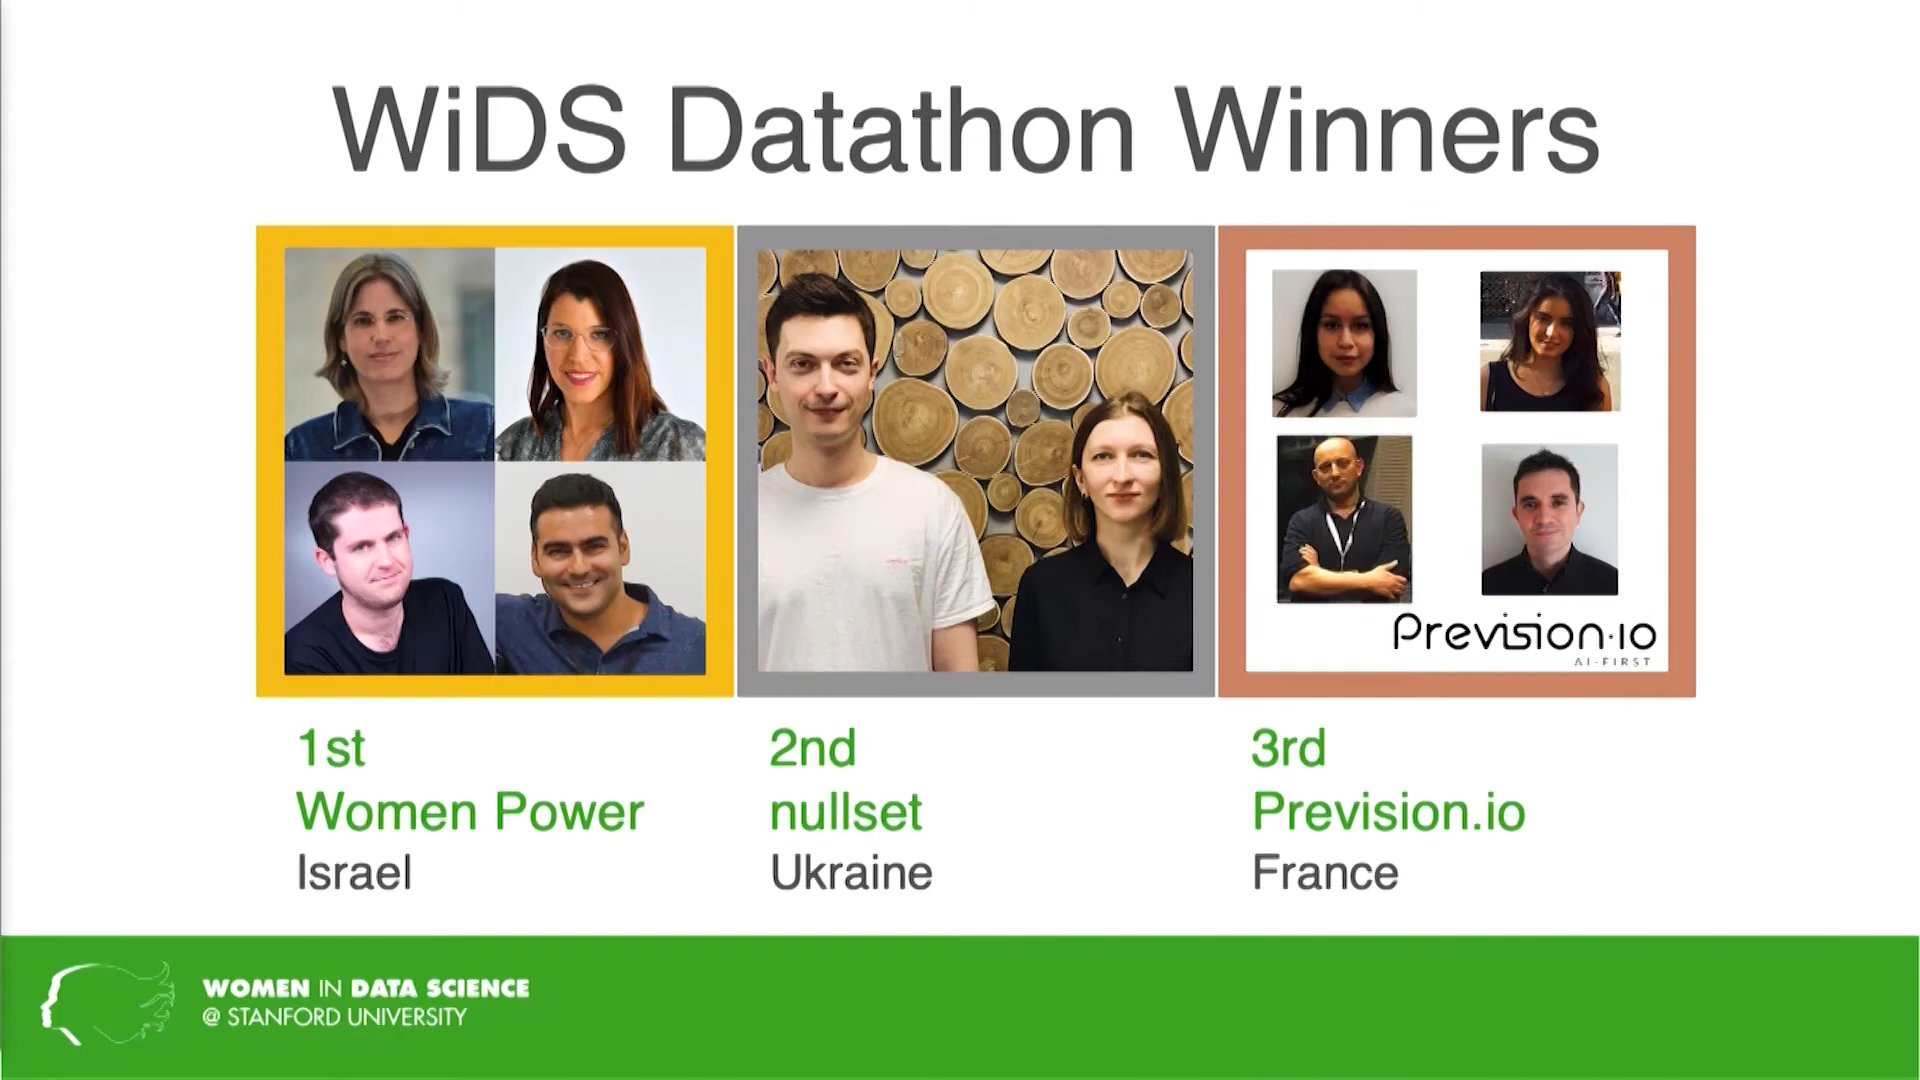 WiDS Datathon Winners
Prevision·io
AI-FIRST
1st
Women Power
Israel
2nd
nullset
Ukraine
3rd
Prevision.io
France
WOMEN IN DATA SCIENCE
@ STANFORD UNIVERSITY